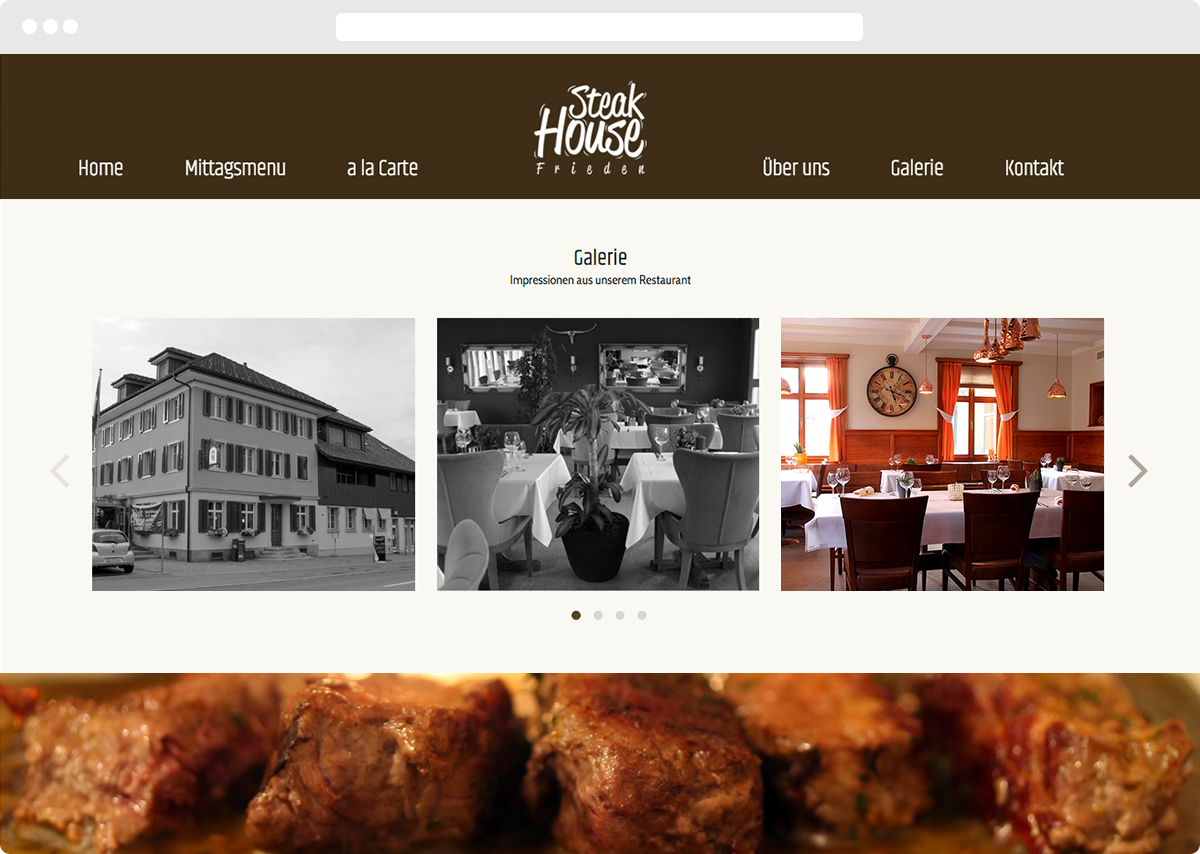 Steak
House
Frieden
Home
Mittagsmenu
a la Carte
Über uns
Galerie
Kontakt
Galerie
Impressionen aus unserem Restaurant